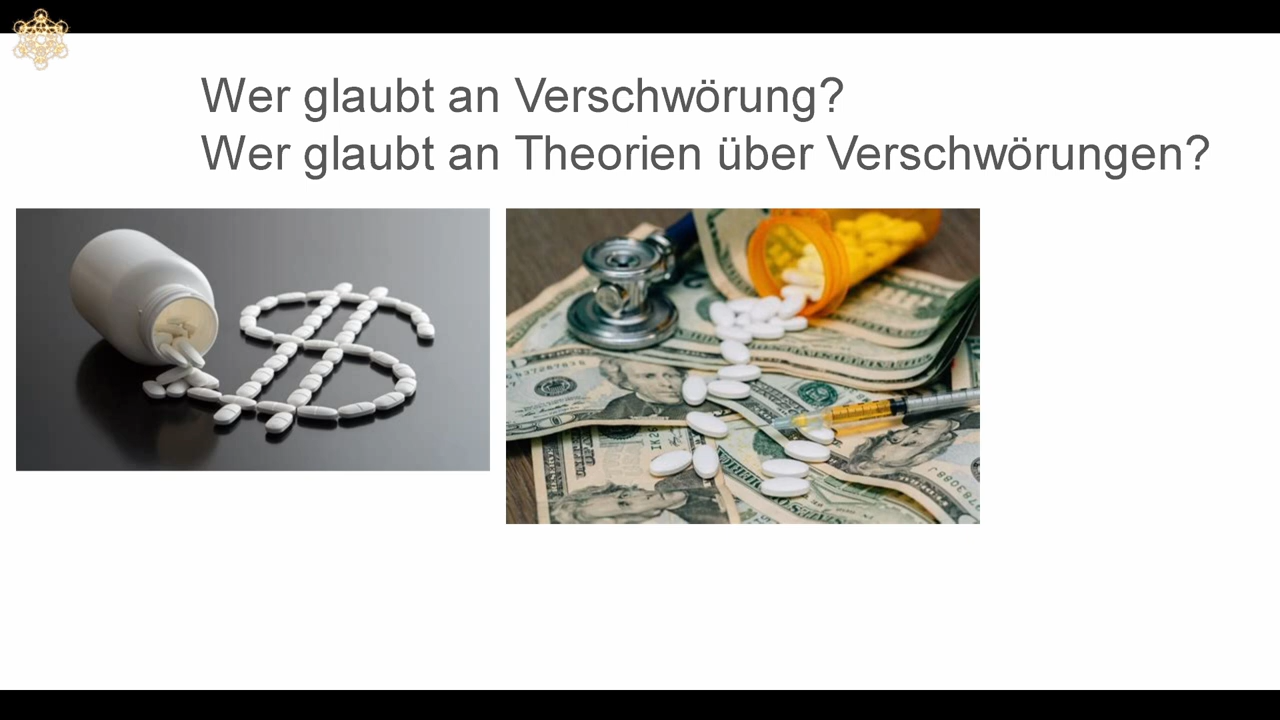 Wer glaubt an Verschwörung?
Wer glaubt an Theorien über Verschwörungen?